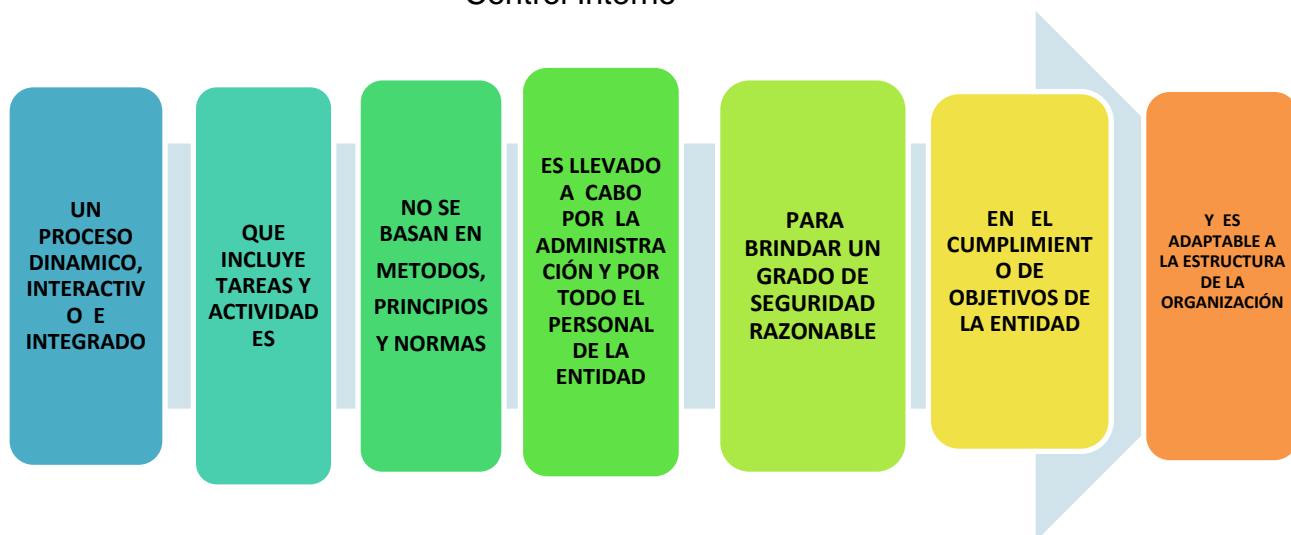 Control Interno
UN
PROCESO
DINAMICO,
INTERACTIV
O E
INTEGRADO
QUE
INCLUYE
TAREAS Y
ACTIVIDAD
ES
NO SE
BASAN EN
METODOS,
PRINCIPIOS
Y NORMAS
ES LLEVADO
A CABO
POR LA
ADMINISTRA
CIÓN Y POR
TODO EL
PERSONAL
DE LA
ENTIDAD
PARA
BRINDAR UN
GRADO DE
SEGURIDAD
RAZONABLE
EN EL
CUMPLIMIENT
O DE
OBJETIVOS DE
LA ENTIDAD
Y ES
ADAPTABLE A
LA ESTRUCTURA
DE LA
ORGANIZACIÓN